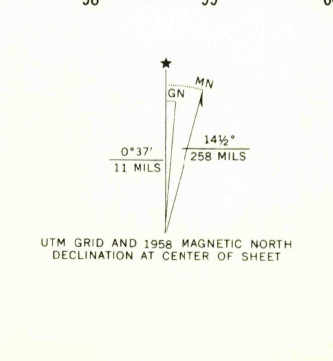 99
MN
GN
0°37'
11 MILS
14½°
258 MILS
UTM GRID AND 1958 MAGNETIC NORTH
DECLINATION AT CENTER OF SHEET